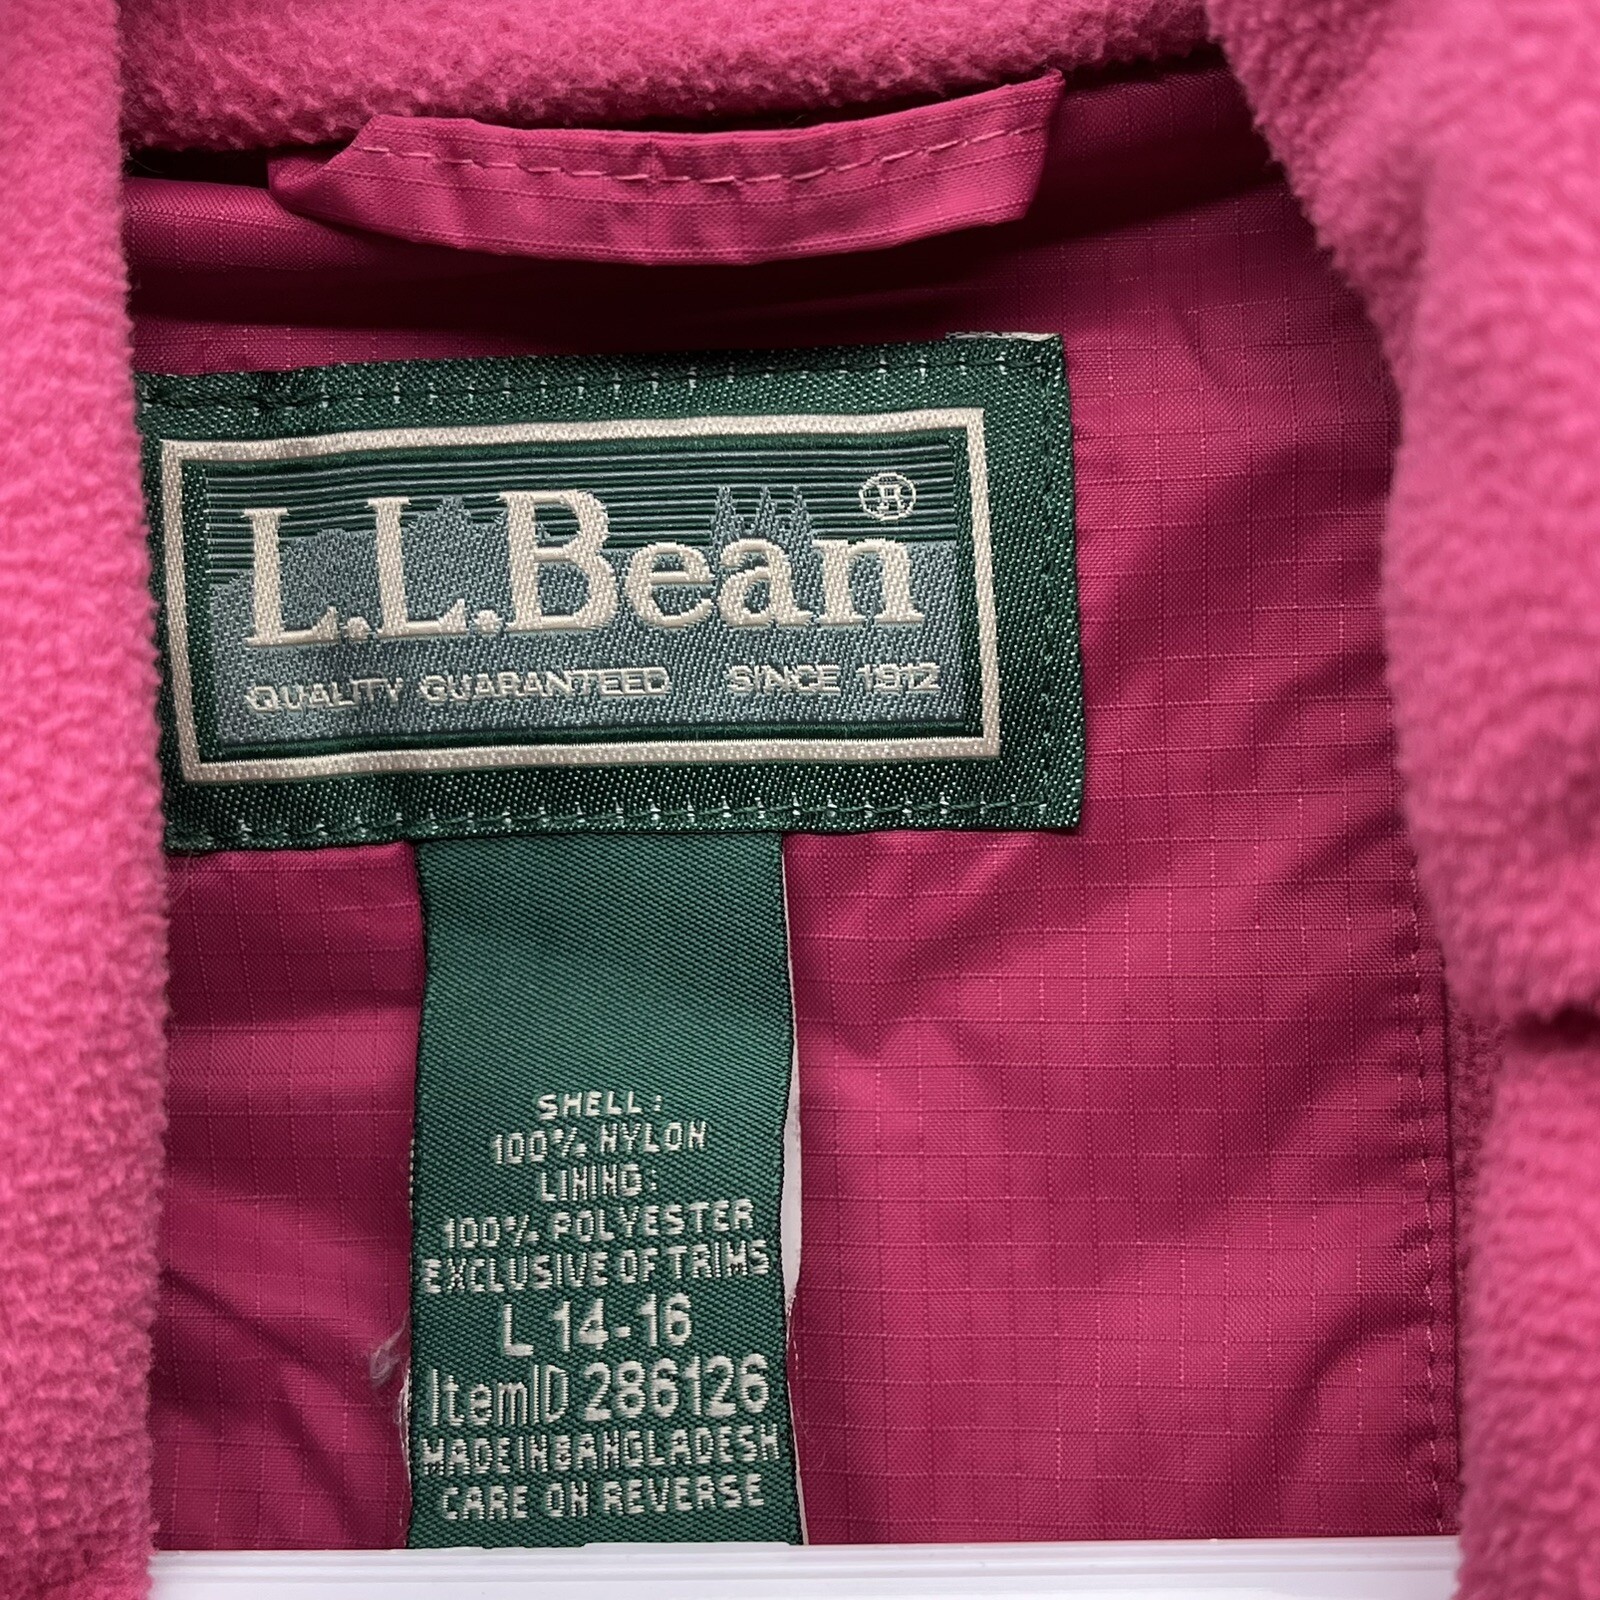 L.L.Bean®
QUALITY GUARANTEED SINCE 1912
SHELL:
100% NYLON
LINING:
100% POLYESTER
EXCLUSIVE OF TRIMS
L 14-16
ItemID 286126
MADE IN BANGLADESH
CARE ON REVERSE